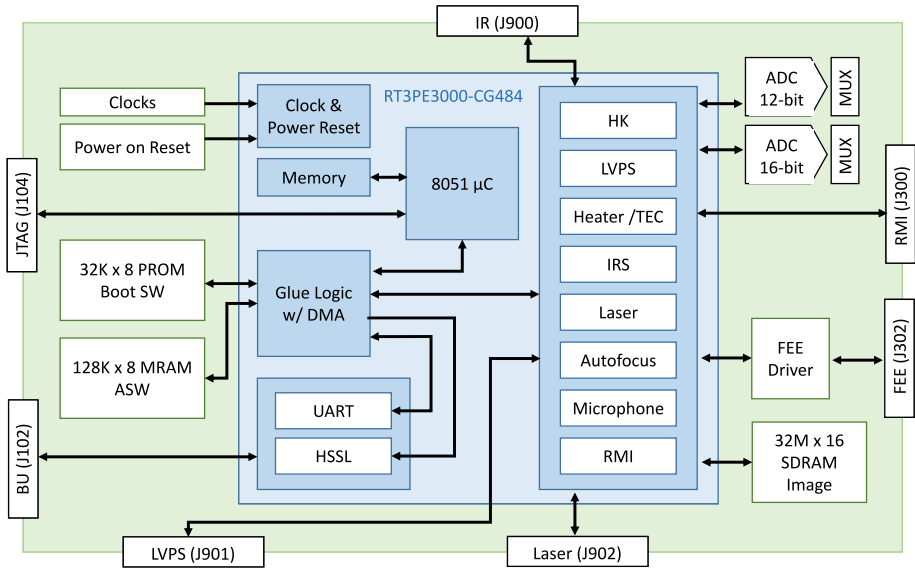 IR (J900)
RT3PE3000-CG484
Clocks
Power on Reset
Clock &
Power Reset
Memory
8051 µC
JTAG (J104)
32K x 8 PROM
Boot SW
128K x 8 MRAM
ASW
Glue Logic
w/ DMA
UART
HSSL
BU (J102)
LVPS (J901)
HK
LVPS
Heater /TEC
IRS
Laser
Autofocus
Microphone
RMI
Laser (J902)
ADC
12-bit
MUX
ADC
16-bit
MUX
RMI (J300)
FEE
Driver
FEE (J302)
32M x 16
SDRAM
Image